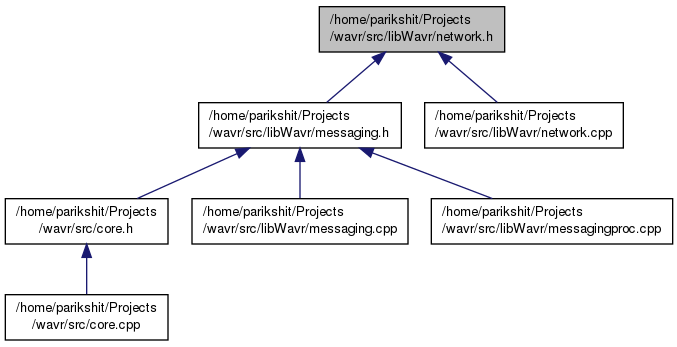 /home/parikshit/Projects
/wavr/src/libWavr/network.h
/home/parikshit/Projects
/wavr/src/libWavr/messaging.h
/home/parikshit/Projects
/wavr/src/libWavr/network.cpp
/home/parikshit/Projects
/wavr/src/core.h
/home/parikshit/Projects
/wavr/src/libWavr/messaging.cpp
/home/parikshit/Projects
/wavr/src/libWavr/messagingproc.cpp
/home/parikshit/Projects
/wavr/src/core.cpp